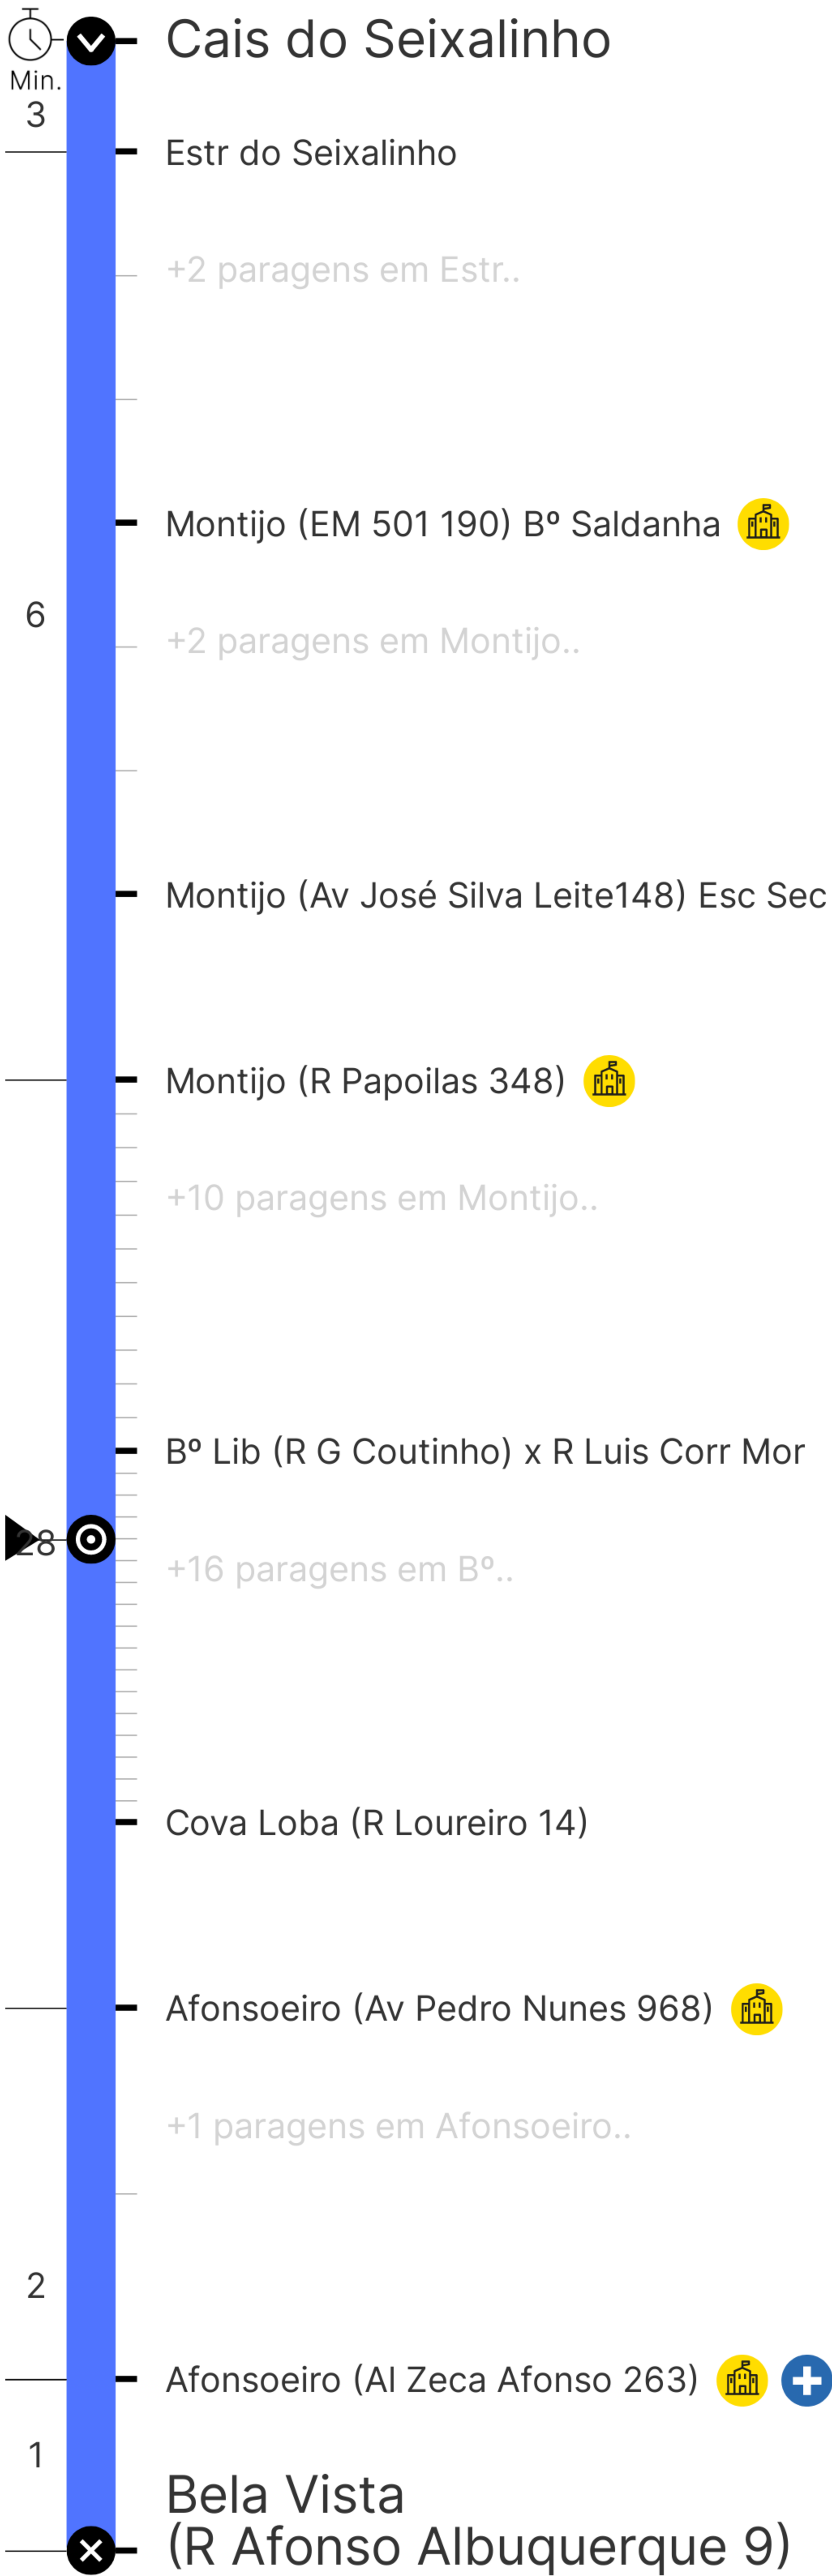 Cais do Seixalinho
Min.
3
Estr do Seixalinho
+2 paragens em Estr..
Montijo (EM 501 190) Bº Saldanha
6
+2 paragens em Montijo..
Montijo (Av José Silva Leite148) Esc Sec
Montijo (R Papoilas 348)
+10 paragens em Montijo..
Bº Lib (R G Coutinho) x R Luis Corr Mor
28
+16 paragens em Bº..
Cova Loba (R Loureiro 14)
Afonsoeiro (Av Pedro Nunes 968)
+1 paragens em Afonsoeiro..
2
Afonsoeiro (Al Zeca Afonso 263)
1
Bela Vista
(R Afonso Albuquerque 9)